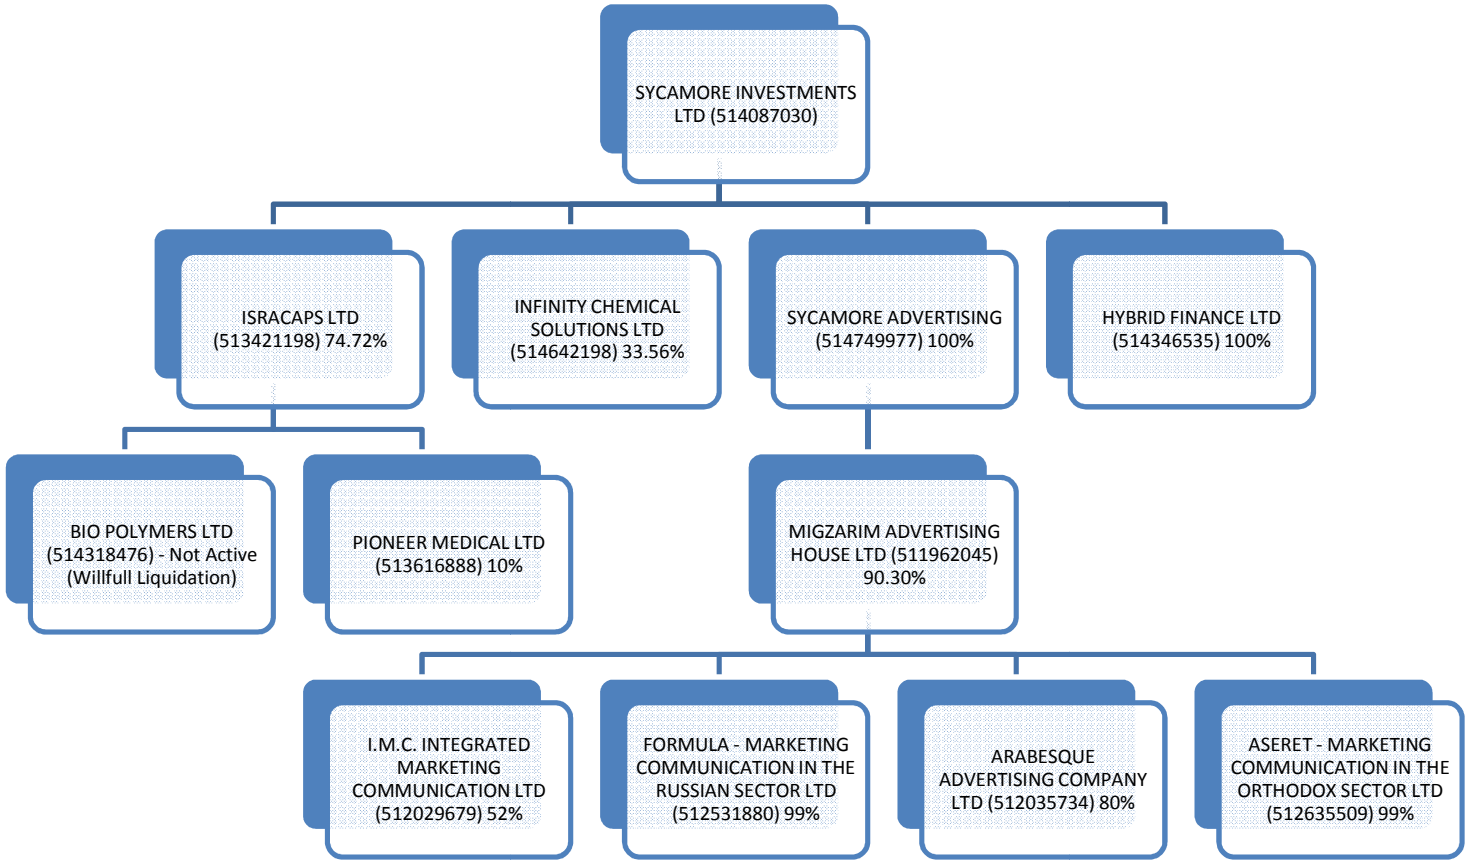 SYCAMORE INVESTMENTS
LTD (514087030)
ISRACAPS LTD
(513421198) 74.72%
INFINITY CHEMICAL
SOLUTIONS LTD
(514642198) 33.56%
SYCAMORE ADVERTISING
(514749977) 100%
HYBRID FINANCE LTD
(514346535) 100%
BIO POLYMERS LTD
(514318476) - Not Active
(Willfull Liquidation)
PIONEER MEDICAL LTD
(513616888) 10%
MIGZARIM ADVERTISING
HOUSE LTD (511962045)
90.30%
I.M.C. INTEGRATED
MARKETING
COMMUNICATION LTD
(512029679) 52%
FORMULA - MARKETING
COMMUNICATION IN THE
RUSSIAN SECTOR LTD
(512531880) 99%
ARABESQUE
ADVERTISING COMPANY
LTD (512035734) 80%
ASERET - MARKETING
COMMUNICATION IN THE
ORTHODOX SECTOR LTD
(512635509) 99%